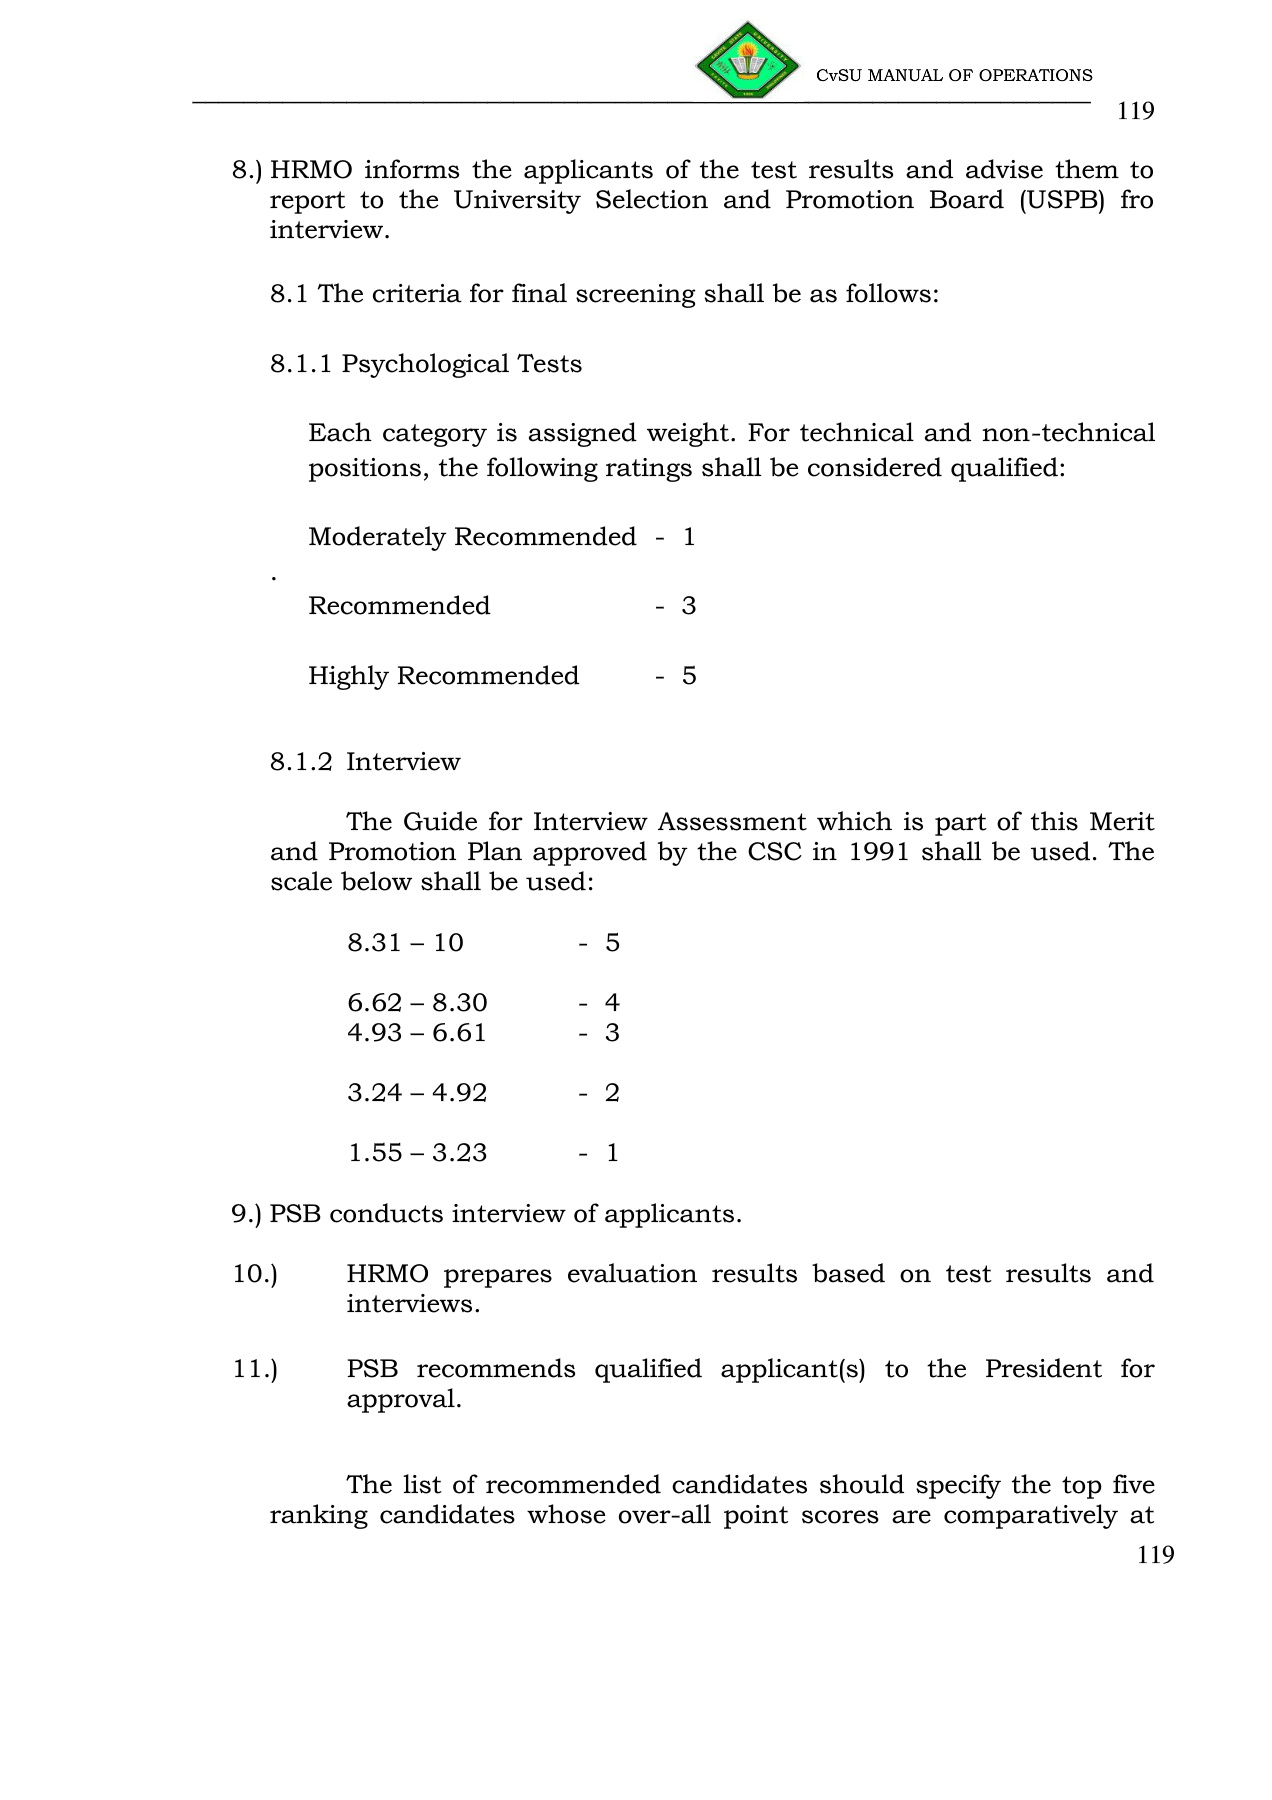 CvSU MANUAL OF OPERATIONS
119
8.) HRMO informs the applicants of the test results and advise them to
report to the University Selection and Promotion Board (USPB) fro
interview.
8.1 The criteria for final screening shall be as follows:
8.1.1 Psychological Tests
Each category is assigned weight. For technical and non-technical
positions, the following ratings shall be considered qualified:
Moderately Recommended - 1
.
Recommended - 3
Highly Recommended - 5
8.1.2 Interview
The Guide for Interview Assessment which is part of this Merit
and Promotion Plan approved by the CSC in 1991 shall be used. The
scale below shall be used:
8.31 – 10 - 5
6.62 – 8.30 - 4
4.93 – 6.61 - 3
3.24 – 4.92 - 2
1.55 – 3.23 - 1
9.) PSB conducts interview of applicants.
10.) HRMO prepares evaluation results based on test results and
interviews.
11.) PSB recommends qualified applicant(s) to the President for
approval.
The list of recommended candidates should specify the top five
ranking candidates whose over-all point scores are comparatively at
119